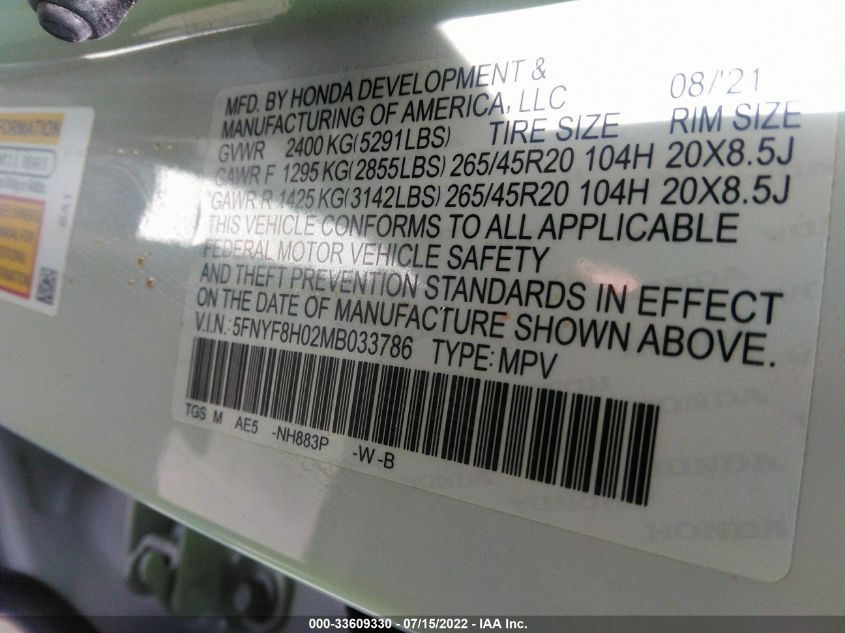 MFD. BY HONDA DEVELOPMENT &
MANUFACTURING OF AMERICA, LLC 08/'21
GVWR 2400 KG(5291LBS) TIRE SIZE RIM SIZE
GAWR F 1295 KG(2855LBS) 265/45R20 104H 20X8.5J
GAWR R 1425 KG(3142LBS) 265/45R20 104H 20X8.5J
THIS VEHICLE CONFORMS TO ALL APPLICABLE
FEDERAL MOTOR VEHICLE SAFETY
AND THEFT PREVENTION STANDARDS IN EFFECT
ON THE DATE OF MANUFACTURE SHOWN ABOVE.
V.I.N.: 5FNYF8H02MB033786 TYPE: MPV
TGS M AE5 -NH883P -W -B
HONDA
HONDA
HONDA
000-33609330 - 07/15/2022 - IAA Inc.